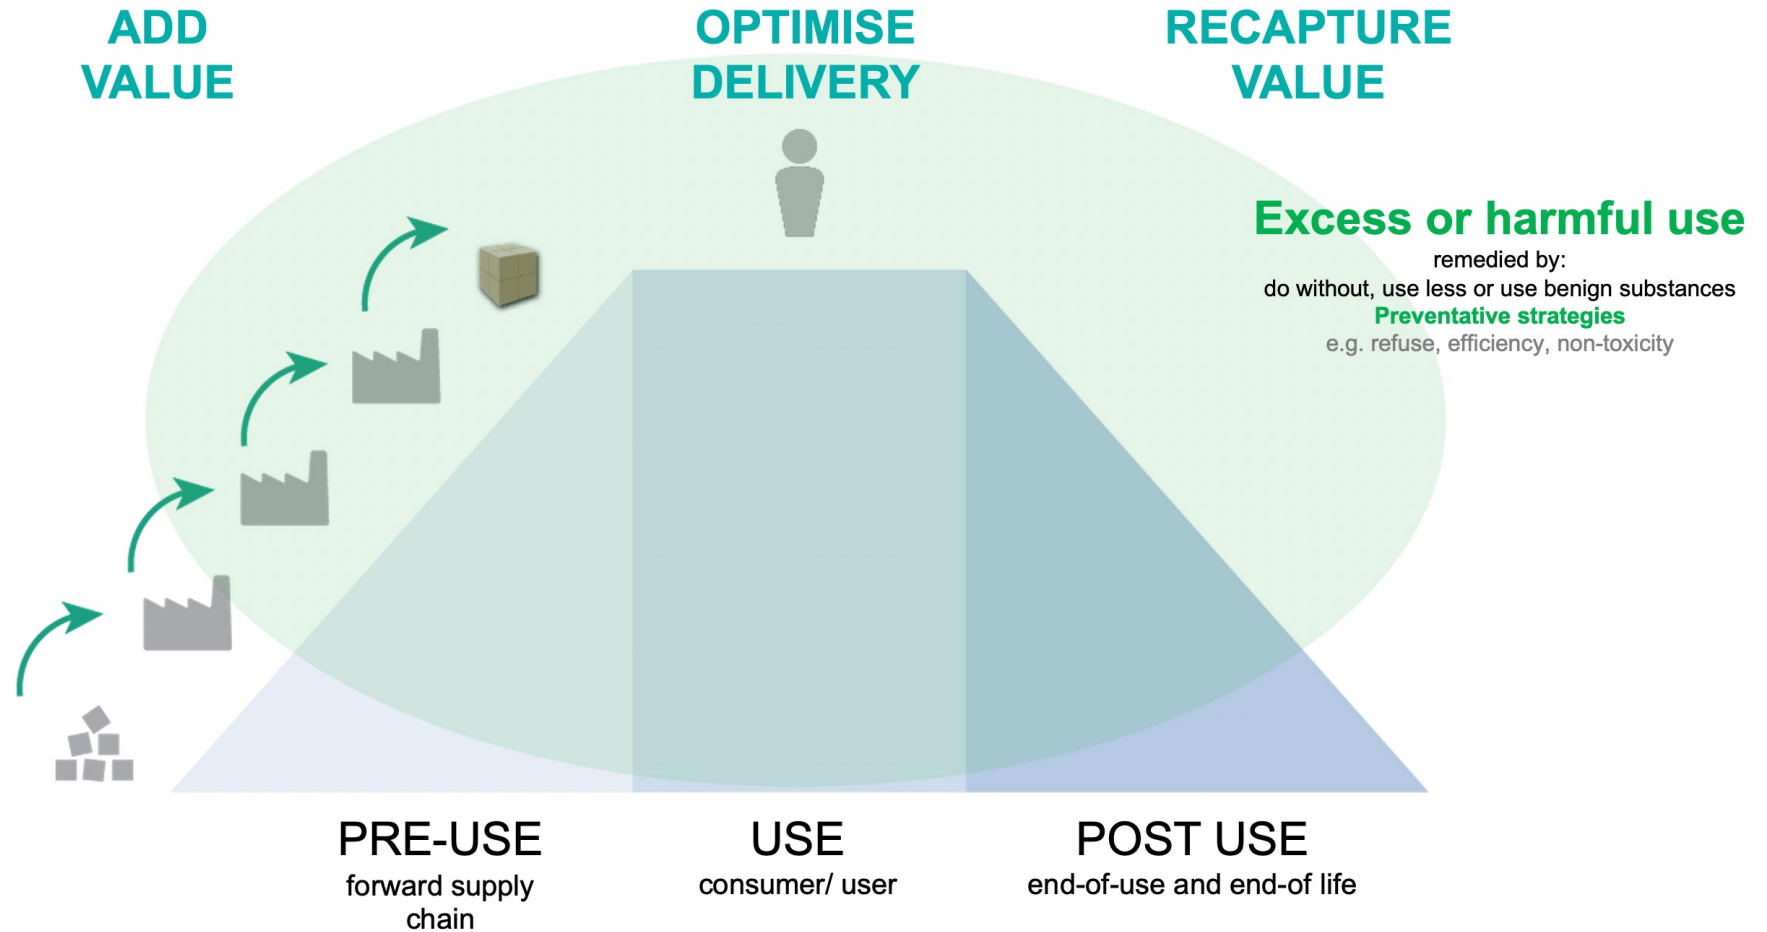 ADD
VALUE
OPTIMISE
DELIVERY
RECAPTURE
VALUE
Excess or harmful use
remedied by:
do without, use less or use benign substances
Preventative strategies
e.g. refuse, efficiency, non-toxicity
PRE-USE
forward supply
chain
USE
consumer/ user
POST USE
end-of-use and end-of life